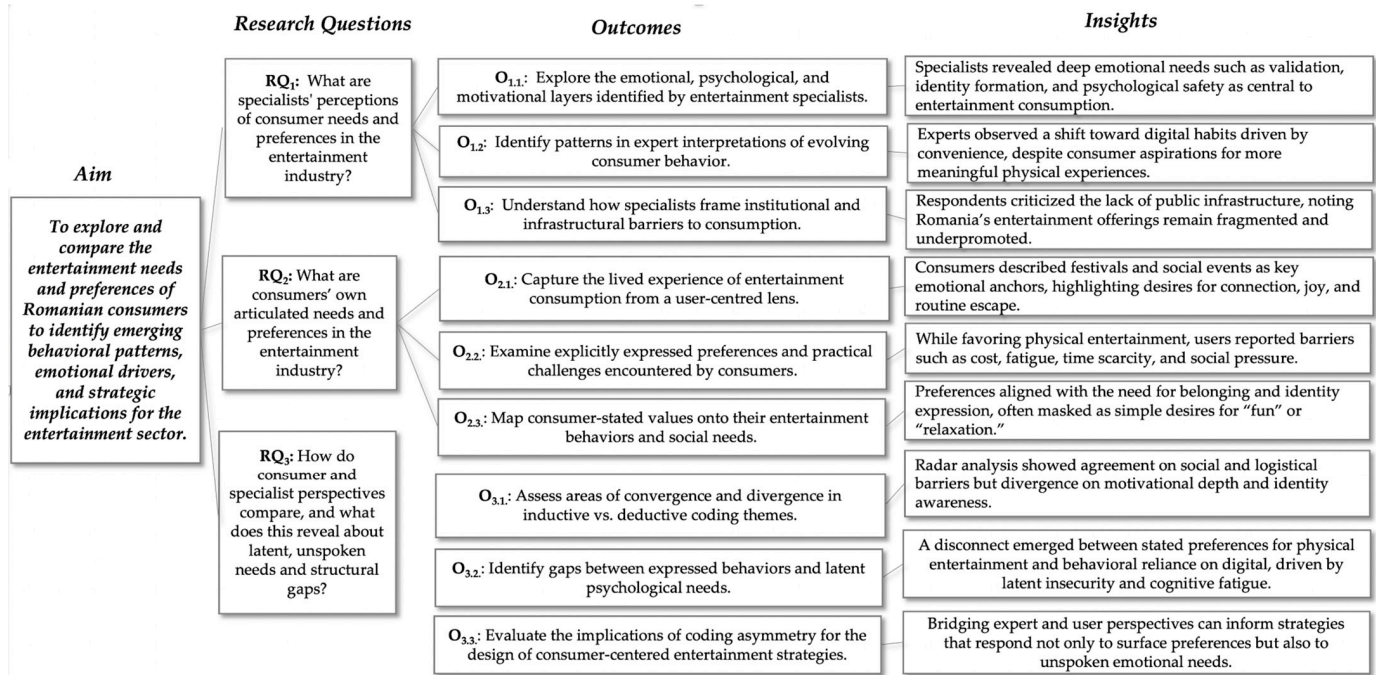 Research Questions
Outcomes
Insights
Aim
To explore and
compare the
entertainment needs
and preferences of
Romanian consumers
to identify emerging
behavioral patterns,
emotional drivers,
and strategic
implications for the
entertainment sector.
RQ1: What are
specialists' perceptions
of consumer needs and
preferences in the
entertainment
industry?
O1.1.: Explore the emotional, psychological, and
motivational layers identified by entertainment specialists.
Specialists revealed deep emotional needs such as validation,
identity formation, and psychological safety as central to
entertainment consumption.
O1.2: Identify patterns in expert interpretations of evolving
consumer behavior.
Experts observed a shift toward digital habits driven by
convenience, despite consumer aspirations for more
meaningful physical experiences.
O1.3: Understand how specialists frame institutional and
infrastructural barriers to consumption.
Respondents criticized the lack of public infrastructure, noting
Romania's entertainment offerings remain fragmented and
underpromoted.
RQ2: What are
consumers' own
articulated needs and
preferences in the
entertainment
industry?
O2.1.: Capture the lived experience of entertainment
consumption from a user-centred lens.
Consumers described festivals and social events as key
emotional anchors, highlighting desires for connection, joy, and
routine escape.
O2.2.: Examine explicitly expressed preferences and practical
challenges encountered by consumers.
While favoring physical entertainment, users reported barriers
such as cost, fatigue, time scarcity, and social pressure.
O2.3.: Map consumer-stated values onto their entertainment
behaviors and social needs.
Preferences aligned with the need for belonging and identity
expression, often masked as simple desires for “fun” or
“relaxation.”
RQ3: How do
consumer and
specialist perspectives
compare, and what
does this reveal about
latent, unspoken
needs and structural
gaps?
O3.1.: Assess areas of convergence and divergence in
inductive vs. deductive coding themes.
Radar analysis showed agreement on social and logistical
barriers but divergence on motivational depth and identity
awareness.
O3.2.: Identify gaps between expressed behaviors and latent
psychological needs.
A disconnect emerged between stated preferences for physical
entertainment and behavioral reliance on digital, driven by
latent insecurity and cognitive fatigue.
O3.3.: Evaluate the implications of coding asymmetry for the
design of consumer-centered entertainment strategies.
Bridging expert and user perspectives can inform strategies
that respond not only to surface preferences but also to
unspoken emotional needs.